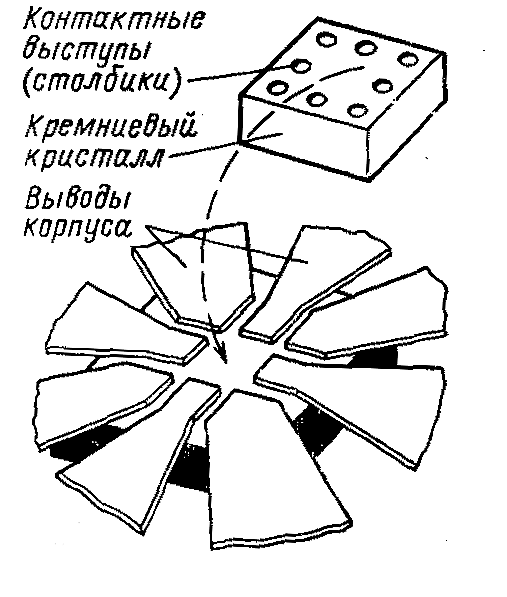 Контактные
выступы
(столбики)
Кремниевый
кристалл
Выводы
корпуса